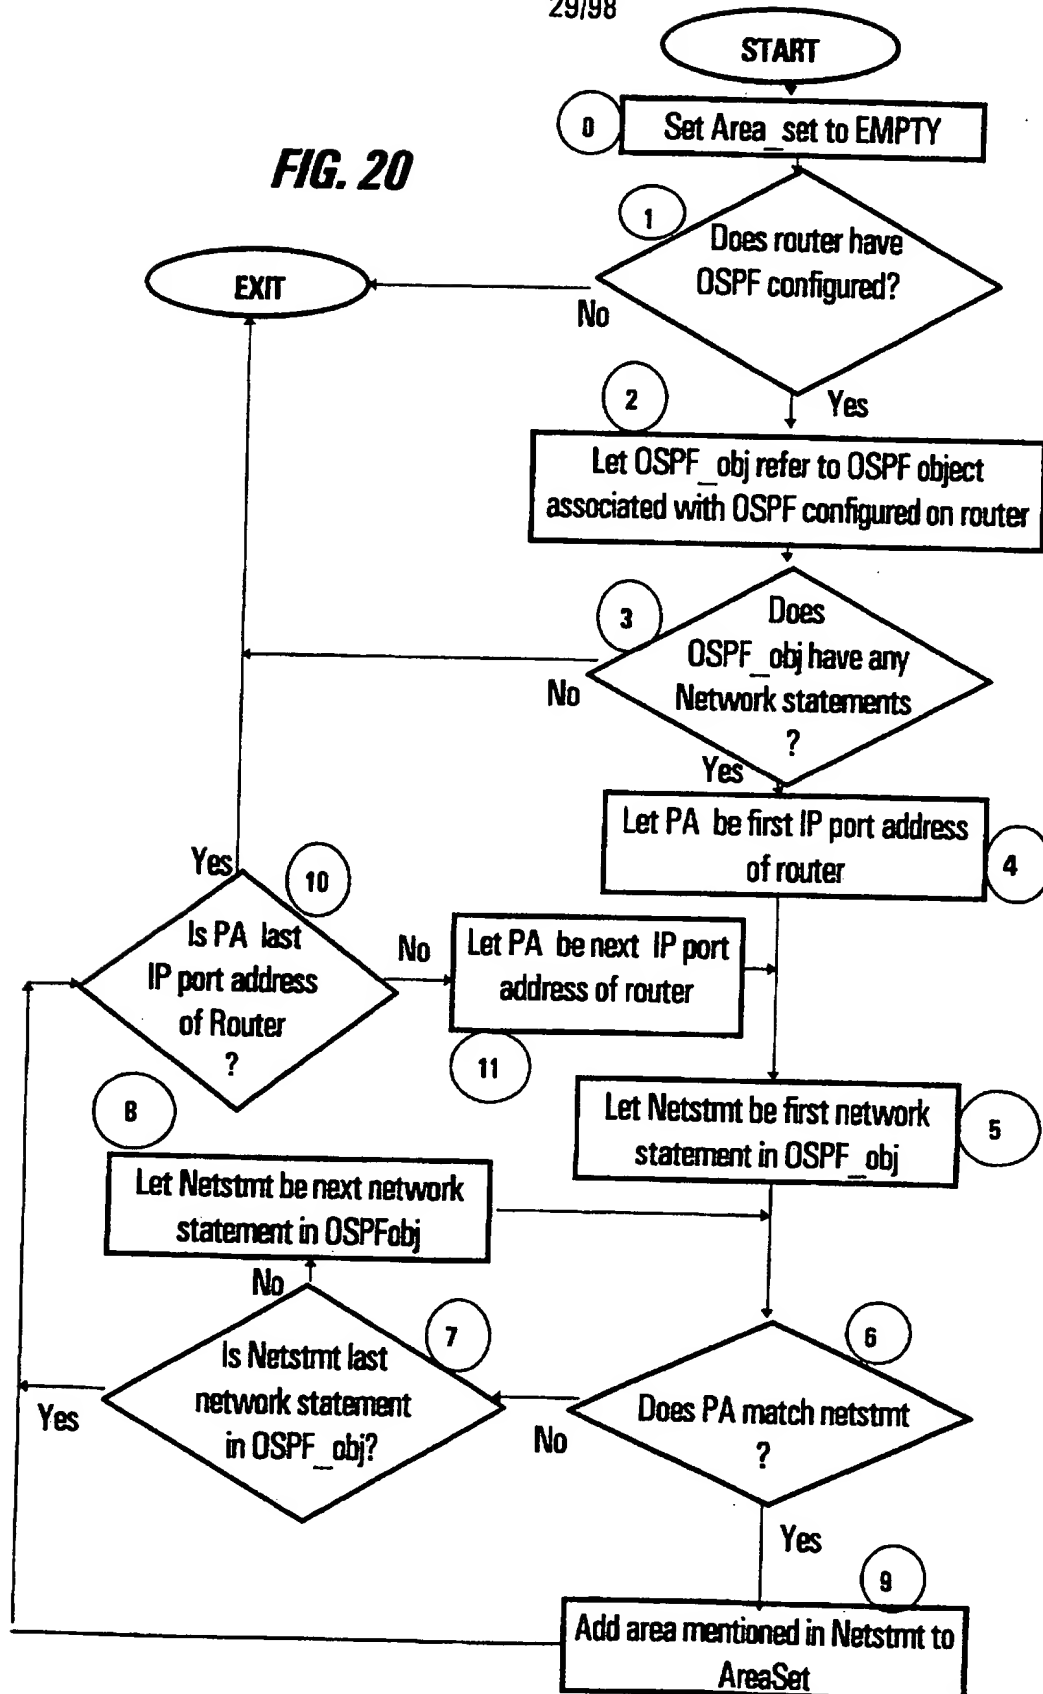 29/98
START
0
Set Area_set to EMPTY
FIG. 20
1
Does router have
OSPF configured?
EXIT
No
2
Yes
Let OSPF_obj refer to OSPF object
associated with OSPF configured on router
3
Does
OSPF_obj have any
Network statements
?
No
Yes
Let PA be first IP port address
of router
4
Yes
10
Is PA last
IP port address
of Router
?
No
Let PA be next IP port
address of router
11
8
Let Netstmt be first network
statement in OSPF_obj
5
Let Netstmt be next network
statement in OSPFobj
No
7
Is Netstmt last
network statement
in OSPF_obj?
Yes
6
Does PA match netstmt
?
No
Yes
9
Add area mentioned in Netstmt to
AreaSet